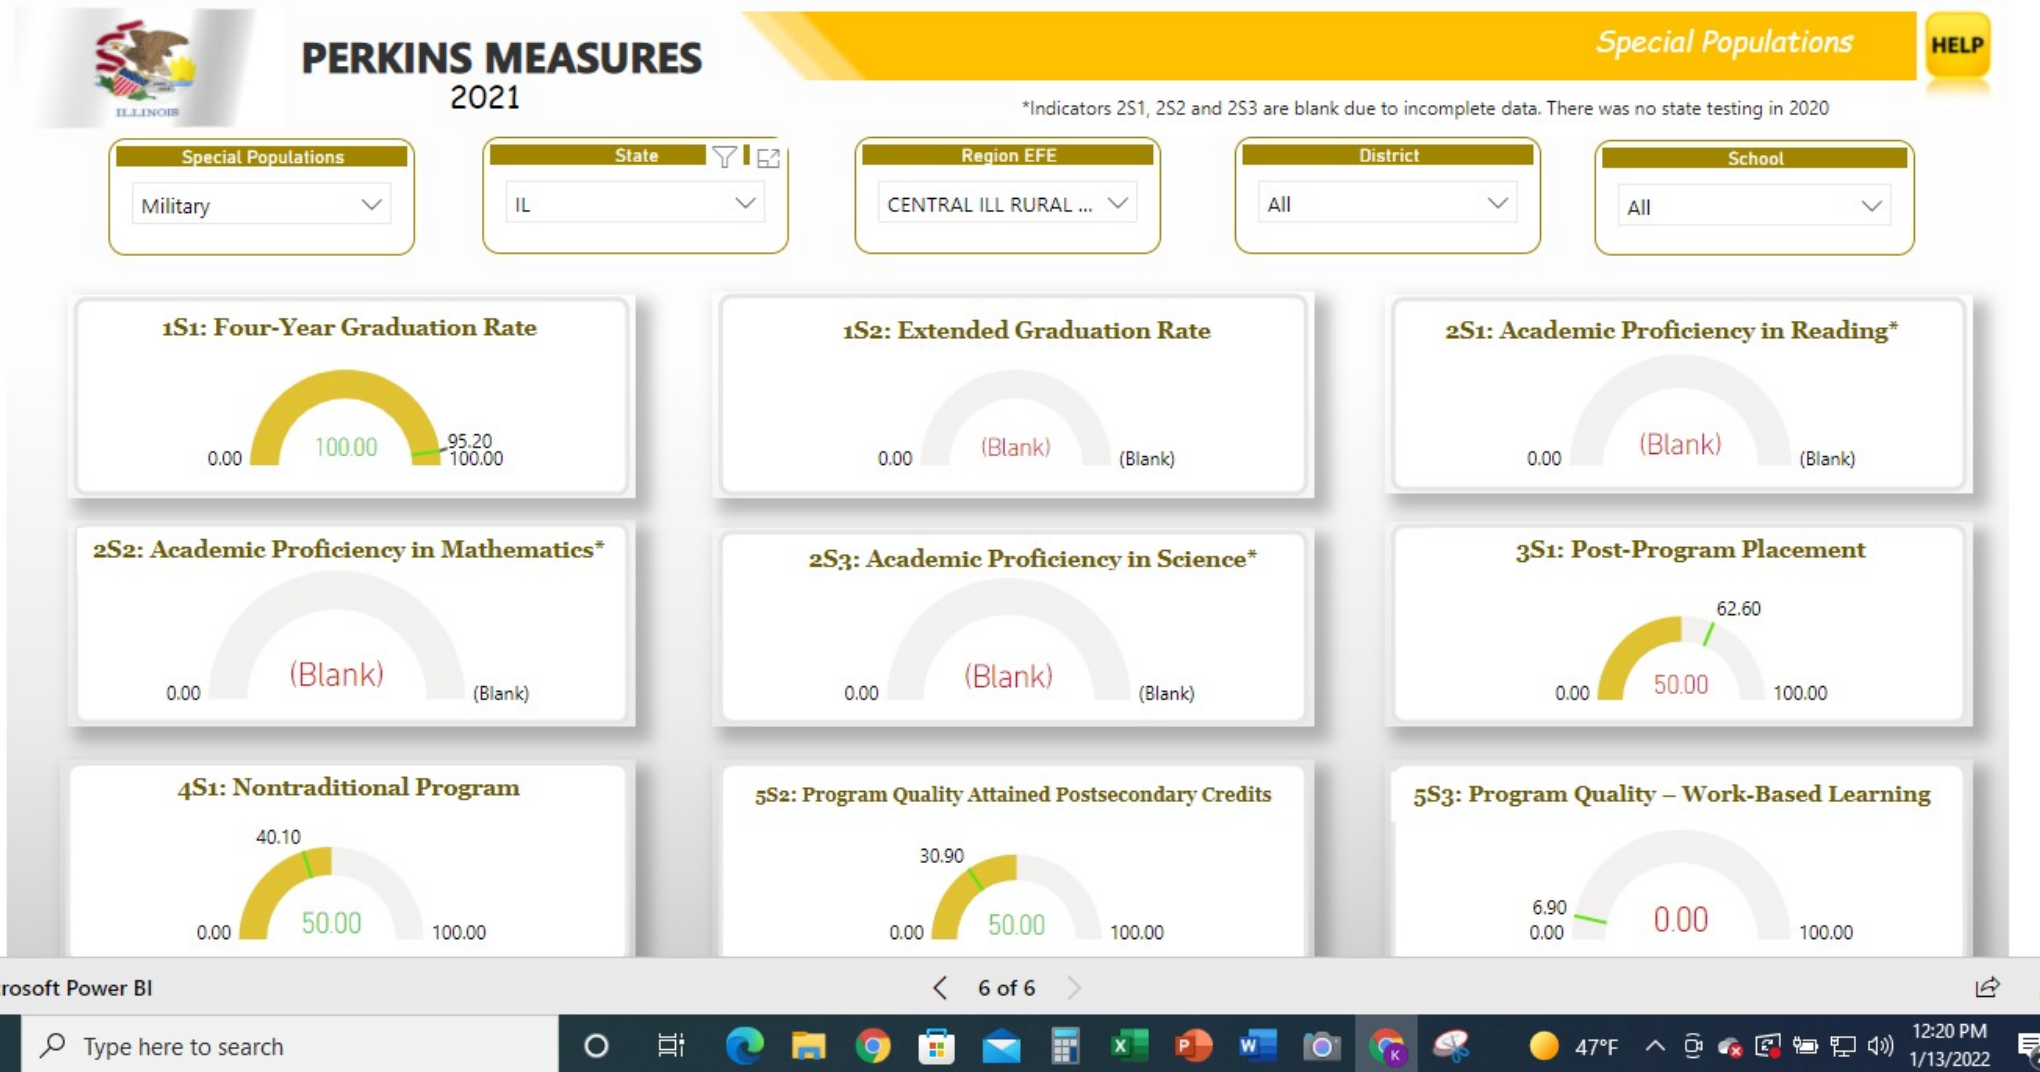 ILLINOIS
PERKINS MEASURES
2021
Special Populations
HELP
*Indicators 2S1, 2S2 and 2S3 are blank due to incomplete data. There was no state testing in 2020
Special Populations
Military
State
IL
Region EFE
CENTRAL ILL RURAL ...
District
All
School
All
1S1: Four-Year Graduation Rate
100.00
95.20
0.00
100.00
1S2: Extended Graduation Rate
(Blank)
0.00
(Blank)
2S1: Academic Proficiency in Reading*
(Blank)
0.00
(Blank)
2S2: Academic Proficiency in Mathematics*
(Blank)
0.00
(Blank)
2S3: Academic Proficiency in Science*
(Blank)
0.00
(Blank)
3S1: Post-Program Placement
62.60
50.00
0.00
100.00
4S1: Nontraditional Program
40.10
50.00
0.00
100.00
5S2: Program Quality Attained Postsecondary Credits
30.90
50.00
0.00
100.00
5S3: Program Quality – Work-Based Learning
6.90
0.00
0.00
100.00
rosoft Power BI
6 of 6
Type here to search
X
P
W
K
47°F
12:20 PM
1/13/2022